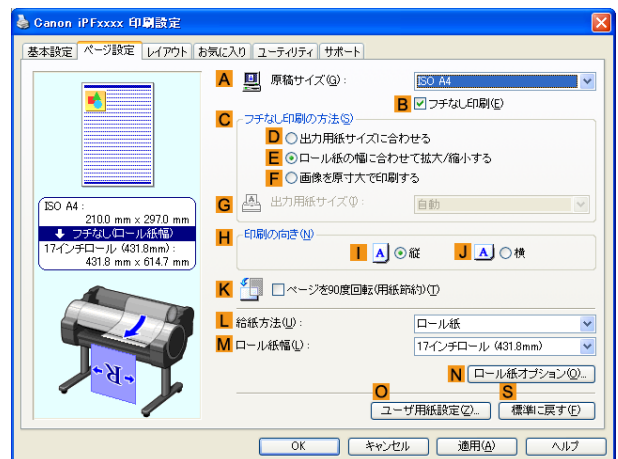 Canon iPFxxxx 印刷設定
基本設定 ページ設定 レイアウト お気に入り ユーティリティ サポート
A 原稿サイズ(G): ISO A4
B フチなし印刷(E)
C フチなし印刷の方法(S)
D 出力用紙サイズに合わせる
E ロール紙の幅に合わせて拡大/縮小する
F 画像を原寸大で印刷する
G 出力用紙サイズ(I): 自動
H 印刷の向き(N)
I A 縦 J A 横
K ページを90度回転(用紙節約)(T)
L 給紙方法(U): ロール紙
M ロール紙幅(L): 17インチロール (431.8mm)
N ロール紙オプション(O)...
O S
ユーザ用紙設定(Z)... 標準に戻す(F)
ISO A4 :
210.0 mm × 297.0 mm
フチなし(ロール紙幅)
17インチロール (431.8mm) :
431.8 mm × 614.7 mm
R
OK キャンセル 適用(A) ヘルプ